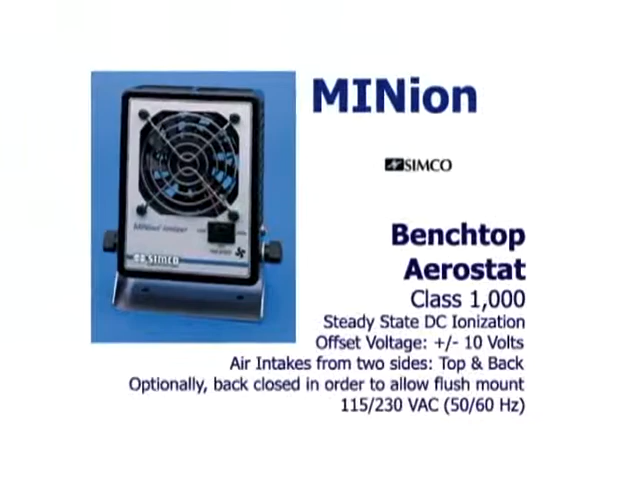 MINion
SIMCO
MINion ionizer
SIMCO
Benchtop
Aerostat
Class 1,000
Steady State DC Ionization
Offset Voltage: +/- 10 Volts
Air Intakes from two sides: Top & Back
Optionally, back closed in order to allow flush mount
115/230 VAC (50/60 Hz)